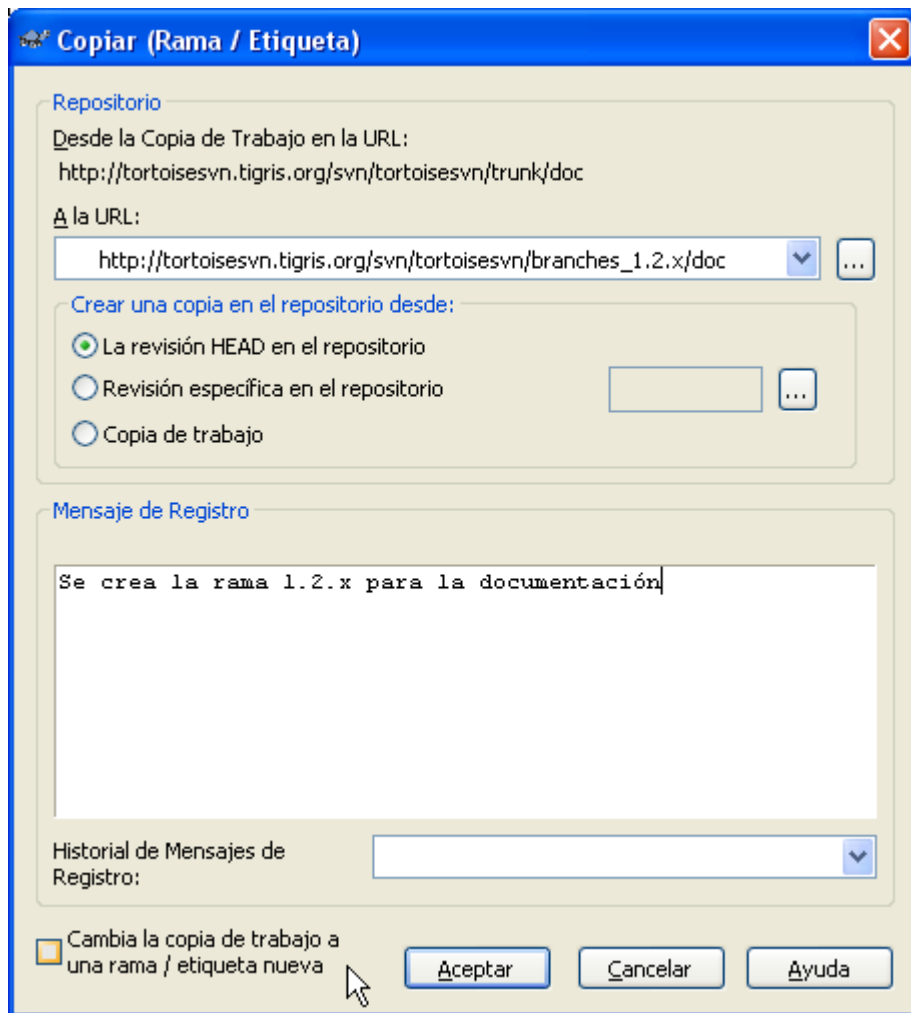 Copiar (Rama / Etiqueta)
Repositorio
Desde la Copia de Trabajo en la URL:
http://tortoisesvn.tigris.org/svn/tortoisesvn/trunk/doc
A la URL:
http://tortoisesvn.tigris.org/svn/tortoisesvn/branches_1.2.x/doc
...
Crear una copia en el repositorio desde:
La revisión HEAD en el repositorio
Revisión específica en el repositorio
...
Copia de trabajo
Mensaje de Registro
Se crea la rama 1.2.x para la documentación
Historial de Mensajes de
Registro:
Cambia la copia de trabajo a
una rama / etiqueta nueva
Aceptar
Cancelar
Ayuda